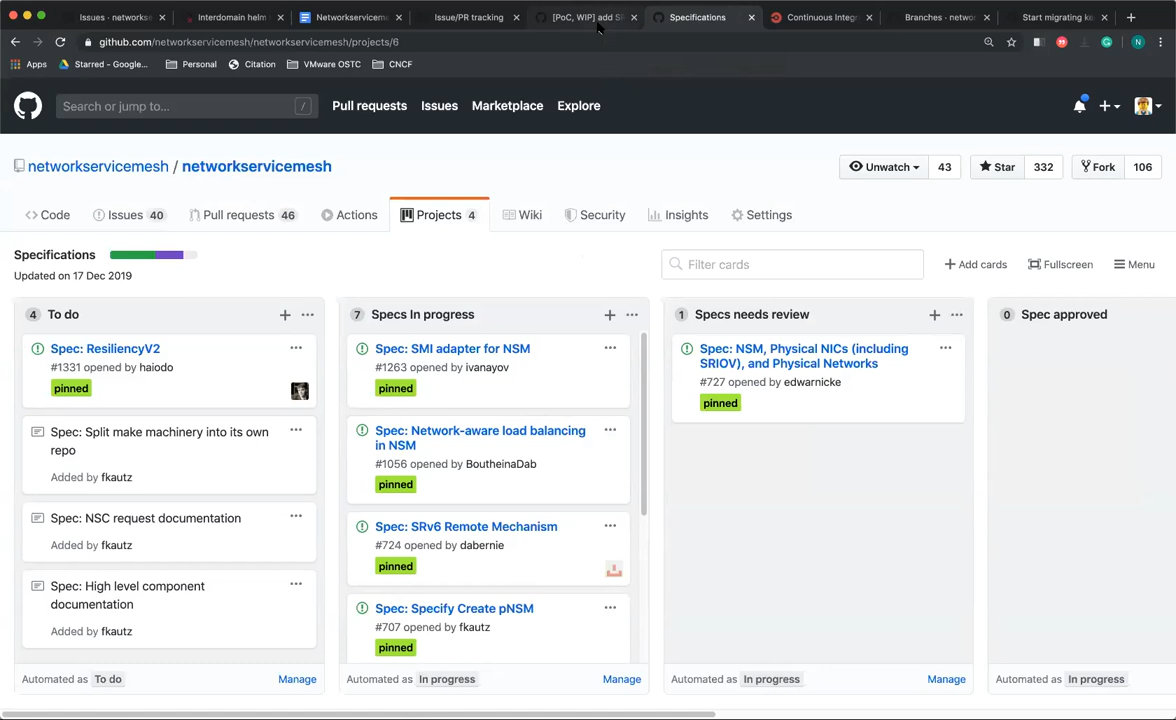 Issues · networkse
Interdomain helm
Networkservicem
Issue/PR tracking
[PoC, WIP] add SR
Specifications
Continuous Integr
Branches · networ
Start migrating k
github.com/networkservicemesh/networkservicemesh/projects/6
N
Apps
Starred - Google...
Personal
Citation
VMware OSTC
CNCF
Search or jump to...
/
Pull requests
Issues
Marketplace
Explore
networkservicemesh / networkservicemesh
Unwatch
43
Star
332
Fork
106
Code
Issues 40
Pull requests 46
Actions
Projects 4
Wiki
Security
Insights
Settings
Specifications
Updated on 17 Dec 2019
Filter cards
Add cards
Fullscreen
Menu
4 To do
Spec: ResiliencyV2
#1331 opened by haiodo
pinned
Spec: Split make machinery into its own
repo
Added by fkautz
Spec: NSC request documentation
Added by fkautz
Spec: High level component
documentation
Added by fkautz
Automated as To do
Manage
7 Specs In progress
Spec: SMI adapter for NSM
#1263 opened by ivanayov
pinned
Spec: Network-aware load balancing
in NSM
#1056 opened by BoutheinaDab
pinned
Spec: SRv6 Remote Mechanism
#724 opened by dabernie
pinned
Spec: Specify Create pNSM
#707 opened by fkautz
pinned
Automated as In progress
Manage
1 Specs needs review
Spec: NSM, Physical NICs (including
SRIOV), and Physical Networks
#727 opened by edwarnicke
pinned
Automated as In progress
Manage
0 Spec approved
Automated as In progress